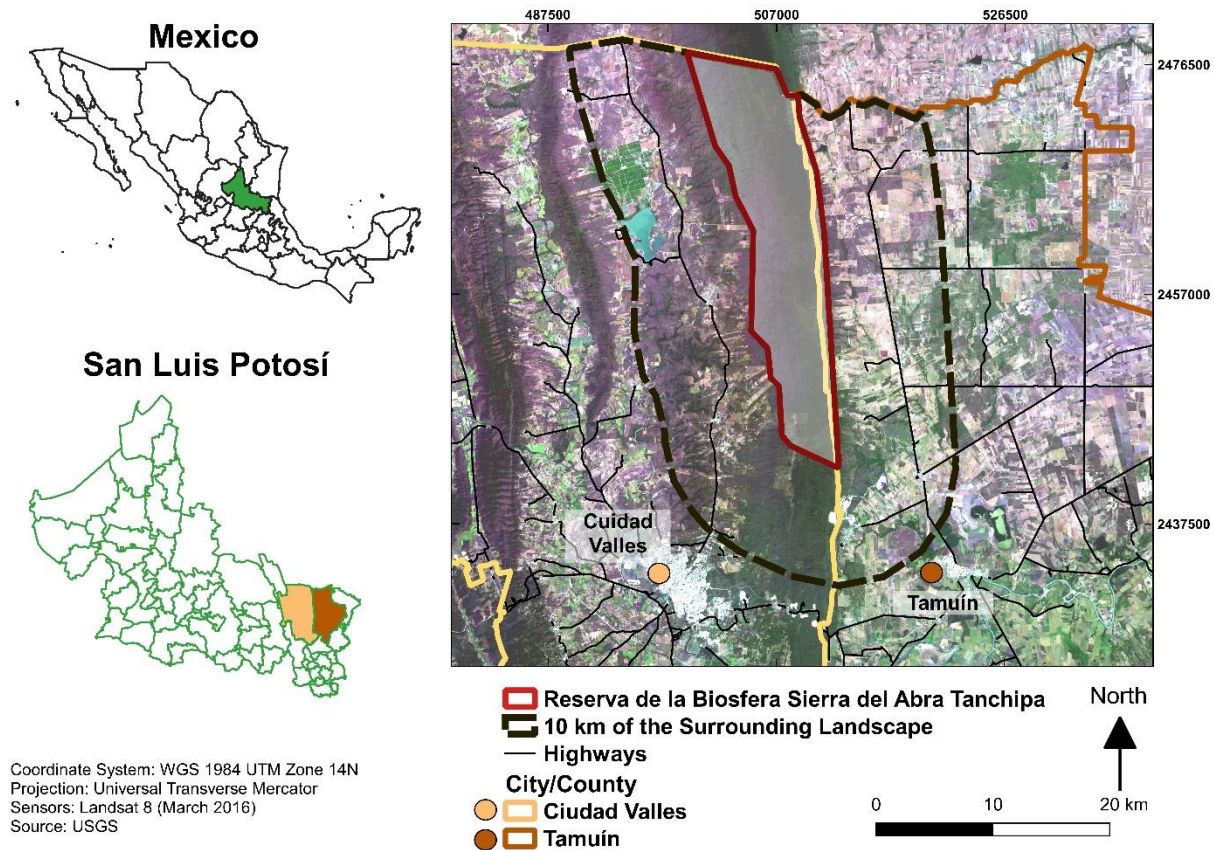 Mexico
San Luis Potosí
Coordinate System: WGS 1984 UTM Zone 14N
Projection: Universal Transverse Mercator
Sensors: Landsat 8 (March 2016)
Source: USGS
487500 507000 526500
2476500
2457000
2437500
Cuidad
Valles
Tamuín
Reserva de la Biosfera Sierra del Abra Tanchipa
10 km of the Surrounding Landscape
Highways
City/County
Ciudad Valles
Tamuín
North
0 10 20 km